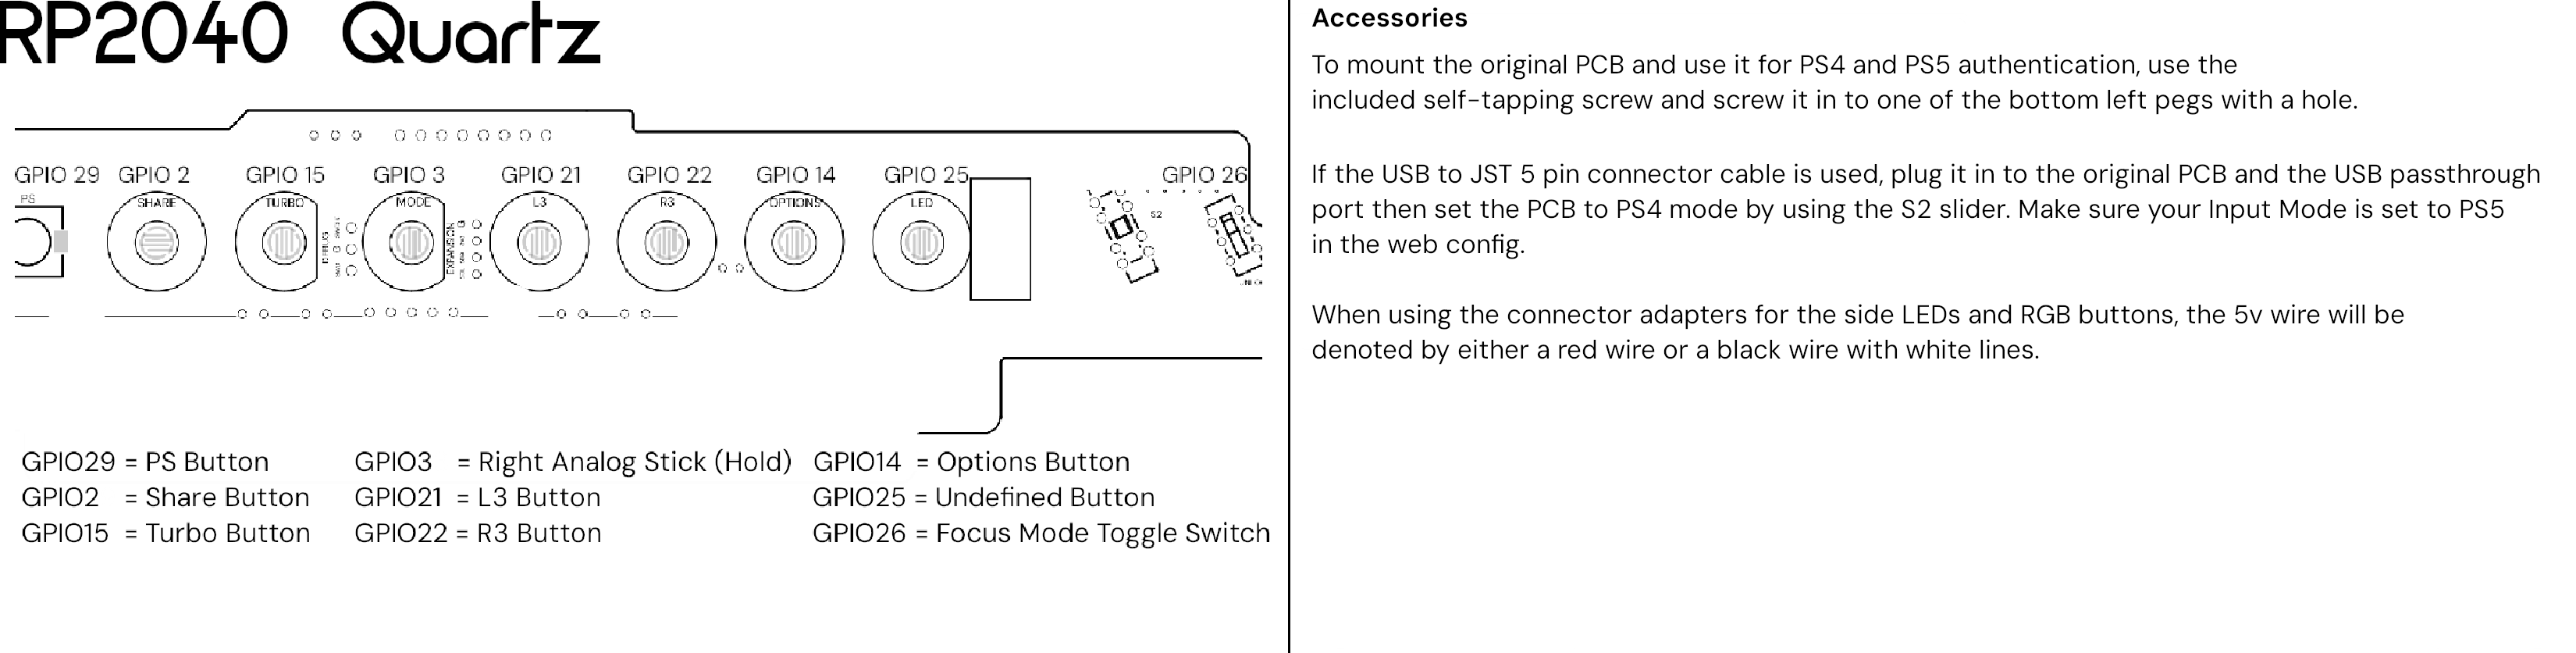 RP2040 Quartz
GPIO 29 GPIO 2 GPIO 15 GPIO 3 GPIO 21 GPIO 22 GPIO 14 GPIO 25 GPIO 26
PS SHARE TURBO MODE L3 R3 OPTIONS LED
S2
EXPANSION
GPIO29 = PS Button GPIO3 = Right Analog Stick (Hold) GPIO14 = Options Button
GPIO2 = Share Button GPIO21 = L3 Button GPIO25 = Undefined Button
GPIO15 = Turbo Button GPIO22 = R3 Button GPIO26 = Focus Mode Toggle Switch
Accessories
To mount the original PCB and use it for PS4 and PS5 authentication, use the
included self-tapping screw and screw it in to one of the bottom left pegs with a hole.
If the USB to JST 5 pin connector cable is used, plug it in to the original PCB and the USB passthrough
port then set the PCB to PS4 mode by using the S2 slider. Make sure your Input Mode is set to PS5
in the web config.
When using the connector adapters for the side LEDs and RGB buttons, the 5v wire will be
denoted by either a red wire or a black wire with white lines.